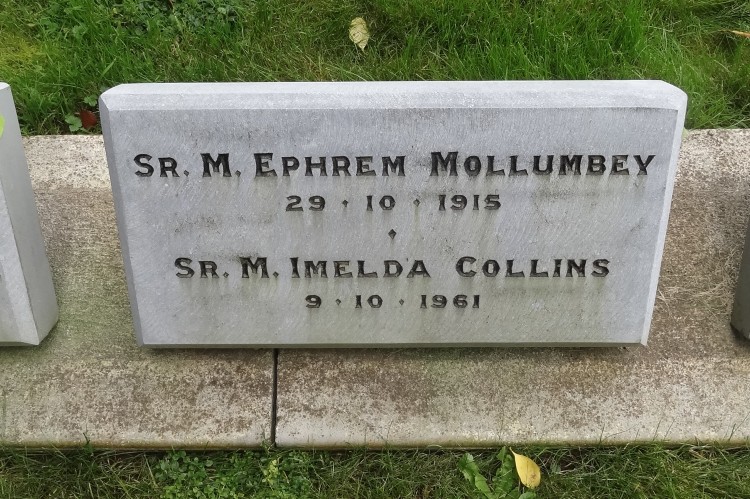 Sr. M. Ephrem Mollumbey
29 · 10 · 1915
Sr. M. Imelda Collins
9 · 10 · 1961